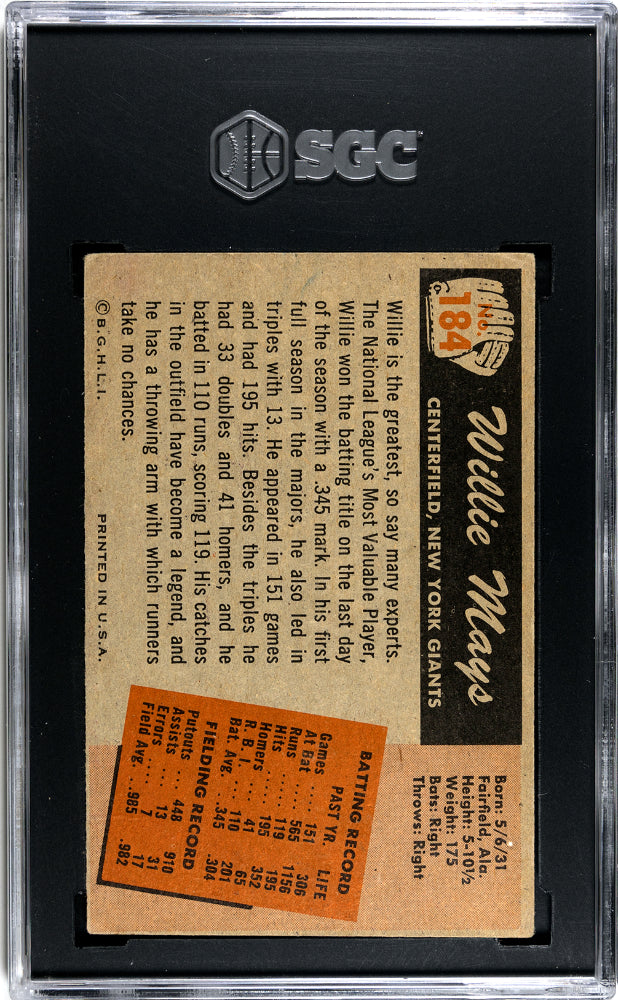 SGC
No.
184
Willie Mays
CENTERFIELD, NEW YORK GIANTS
Born: 5/6/31
Fairfield, Ala.
Height: 5-10½
Weight: 175
Bats: Right
Throws: Right
Willie is the greatest, so say many experts.
The National League's Most Valuable Player,
Willie won the batting title on the last day
of the season with a .345 mark. In his first
full season in the majors, he also led in
triples with 13. He appeared in 151 games
and had 195 hits. Besides the triples he
had 33 doubles and 41 homers, and he
batted in 110 runs, scoring 119. His catches
in the outfield have become a legend, and
he has a throwing arm with which runners
take no chances.
BATTING RECORD
PAST YR. LIFE
Games .... 151 306
At Bat .... 565 1156
Runs .... 119 195
Hits .... 195 352
Homers .... 41 65
R. B. I. .... 110 201
Bat. Avg. .. .345 .304
FIELDING RECORD
Putouts ... 448 910
Assists .... 13 31
Errors .... 7 17
Field Avg. .. .985 .982
© B.G.H.L.I. PRINTED IN U.S.A.